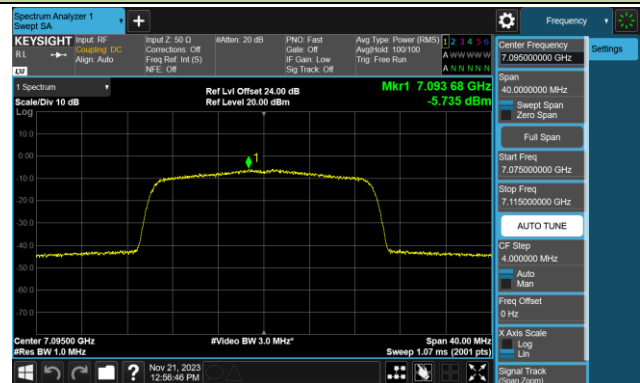 Spectrum Analyzer 1
Swept SA
+
Frequency
KEYSIGHT
Input: RF
Coupling: DC
Align: Auto
Input Z: 50 Ω
Corrections: Off
Freq Ref: Int (S)
NFE: Off
#Atten: 20 dB
PNO: Fast
Gate: Off
IF Gain: Low
Sig Track: Off
Avg Type: Power (RMS)
Avg|Hold: 100/100
Trig: Free Run
1 2 3 4 5 6
A W W W W W
A N N N N N
RL
LXI
1 Spectrum
Scale/Div 10 dB
Log
Ref Lvl Offset 24.00 dB
Ref Level 20.00 dBm
Mkr1 7.093 68 GHz
-5.735 dBm
10.0
0.00
-10.0
-20.0
-30.0
-40.0
-50.0
-60.0
-70.0
1
Center 7.09500 GHz
#Res BW 1.0 MHz
#Video BW 3.0 MHz*
Span 40.00 MHz
Sweep 1.07 ms (2001 pts)
Nov 21, 2023
12:56:46 PM
?
Center Frequency
7.095000000 GHz
Span
40.0000000 MHz
Swept Span
Zero Span
Full Span
Start Freq
7.075000000 GHz
Stop Freq
7.115000000 GHz
AUTO TUNE
CF Step
4.000000 MHz
Auto
Man
Freq Offset
0 Hz
X Axis Scale
Log
Lin
Signal Track
(Span Zoom)
Settings